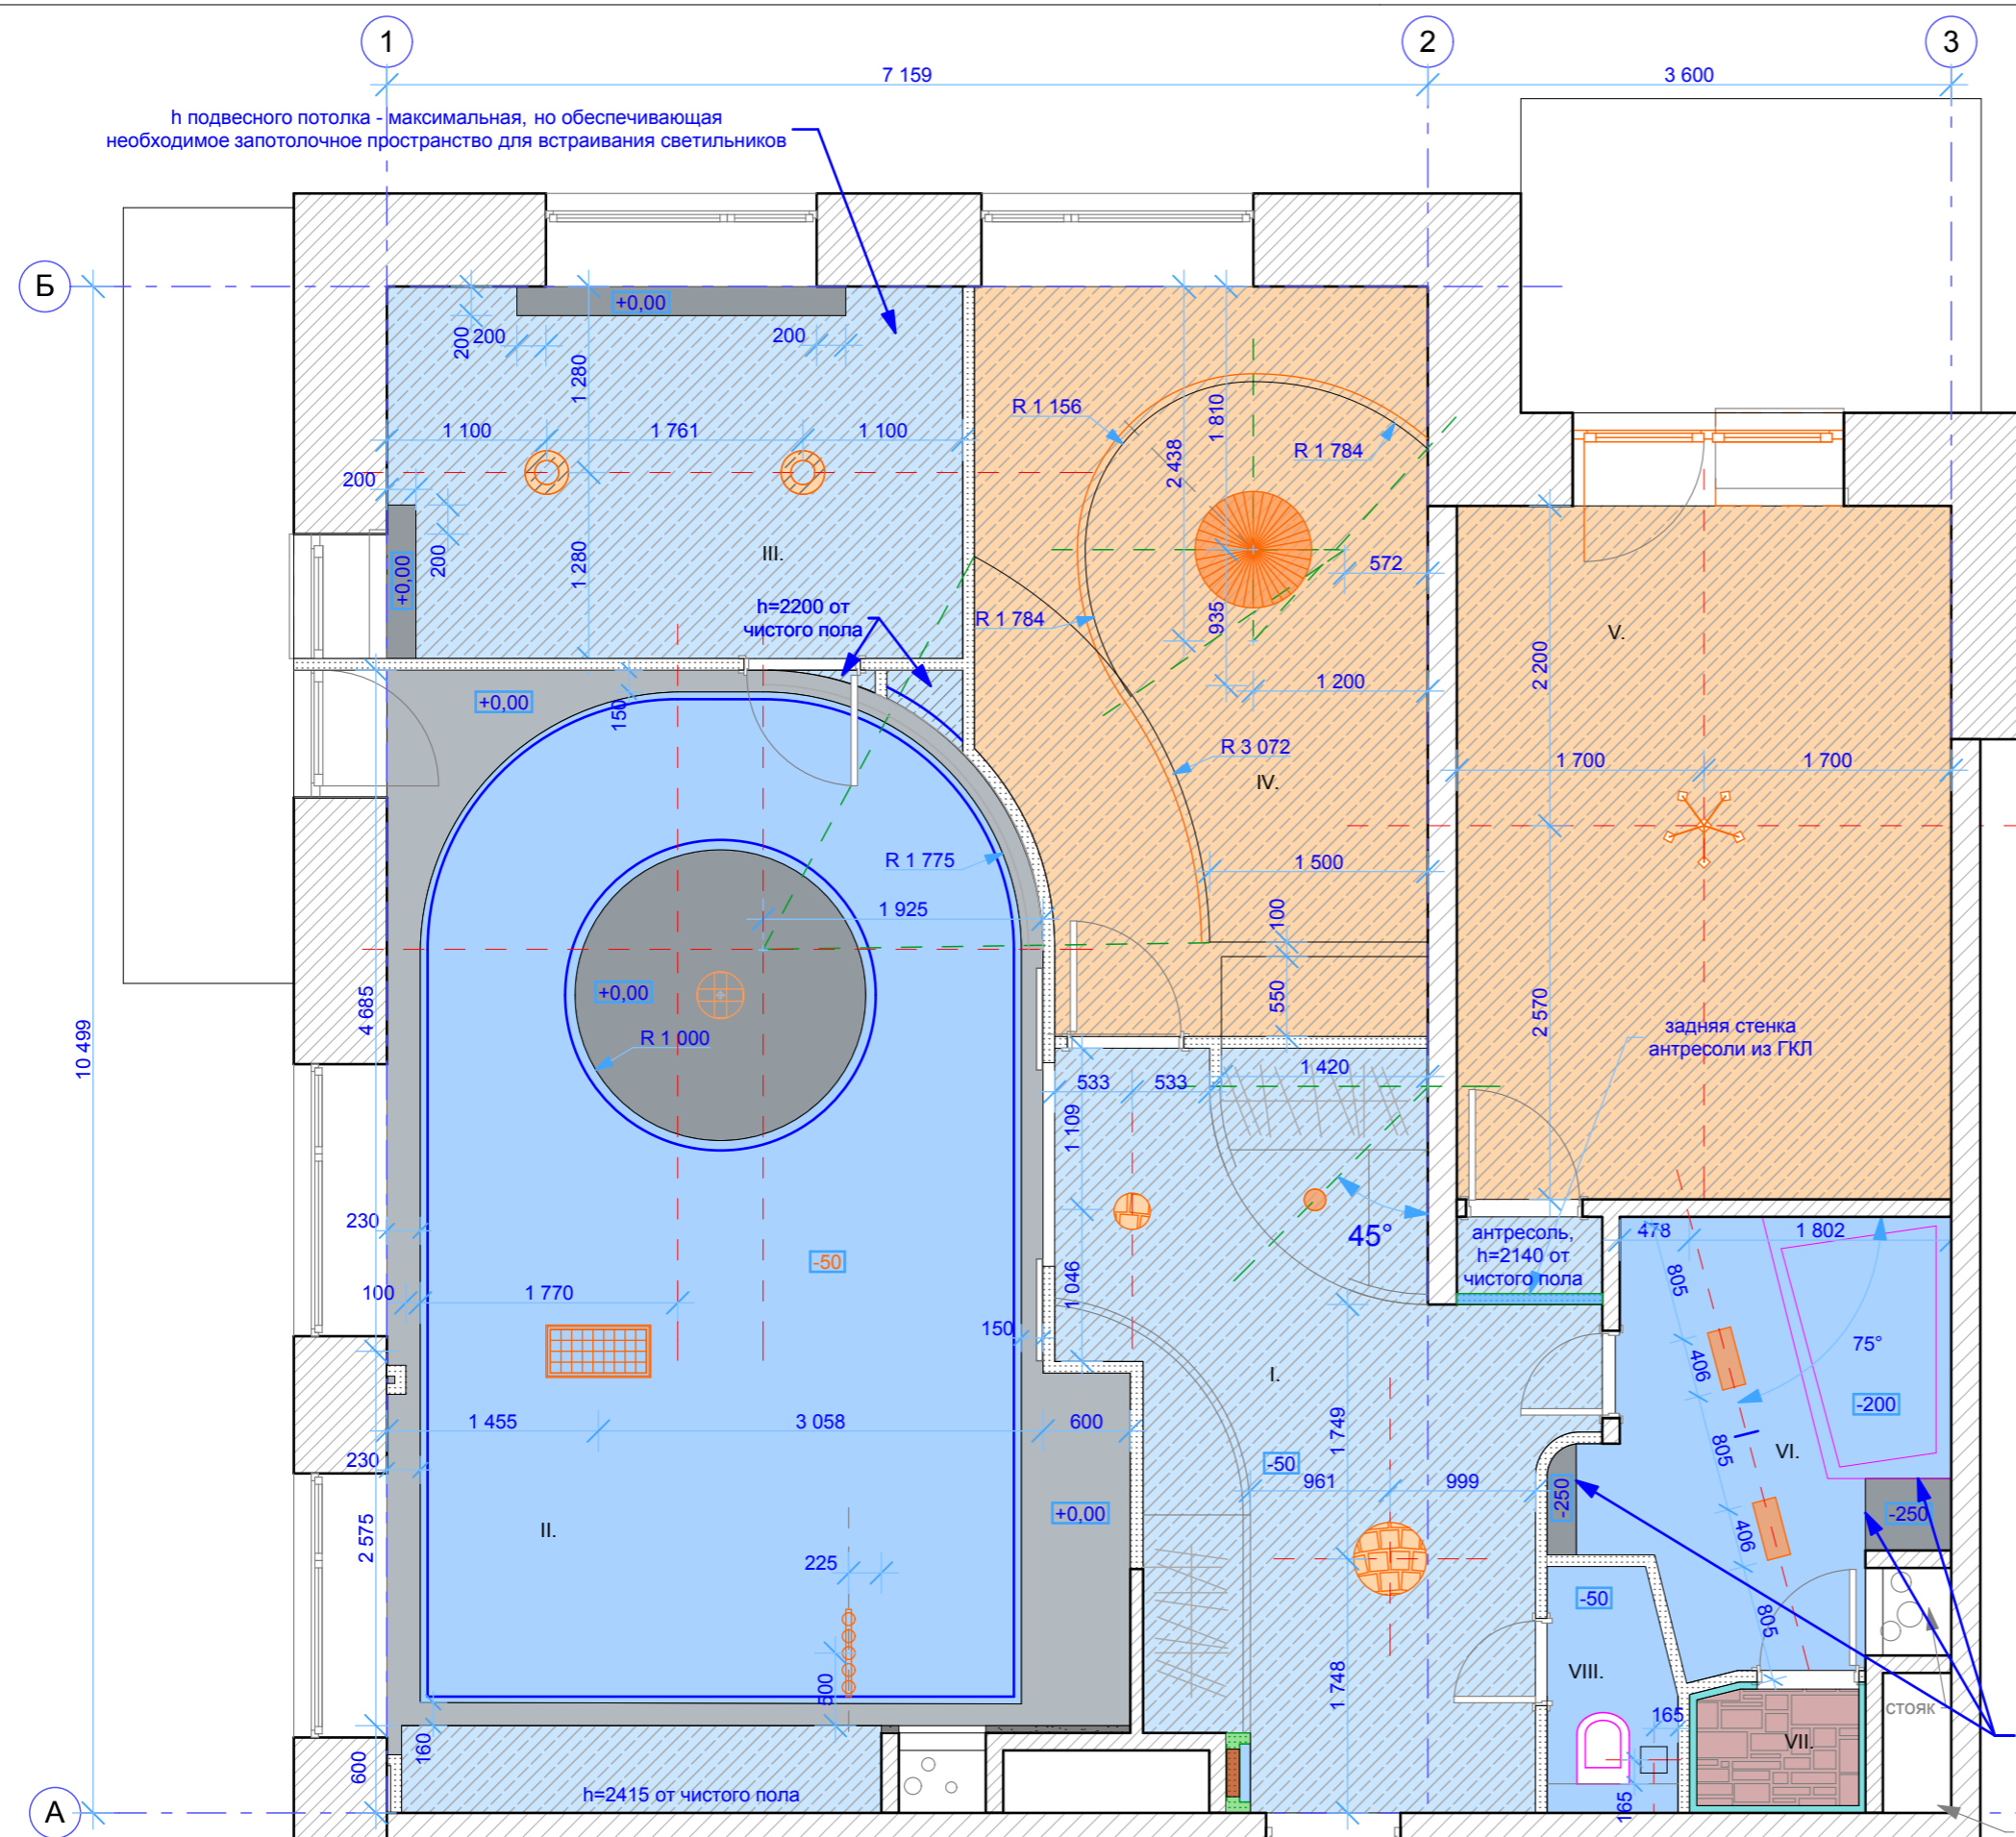 1
2
3
7 159
3 600
h подвесного потолка - максимальная, но обеспечивающая
необходимое запотолочное пространство для встраивания светильников
Б
+0,00
200
200
200
1 280
1 810
R 1 156
1 100
1 761
1 100
2 438
R 1 784
200
200
+0,00
1 280
III.
572
h=2200 от
чистого пола
R 1 784
935
V.
2 200
+0,00
150
1 200
R 3 072
IV.
1 700
1 700
R 1 775
1 500
1 925
100
4 685
+0,00
550
2 570
10 499
R 1 000
задняя стенка
антресоли из ГКЛ
533
533
1 420
1 109
230
45°
антресоль,
h=2140 от
чистого пола
478
1 802
-50
1 046
805
100
1 770
150
406
75°
I.
-200
1 455
3 058
600
1 749
805
VI.
230
-50
961
999
-250
-250
+0,00
II.
2 575
406
225
-50
805
VIII.
500
1 748
165
стояк
VII.
160
600
h=2415 от чистого пола
165
А